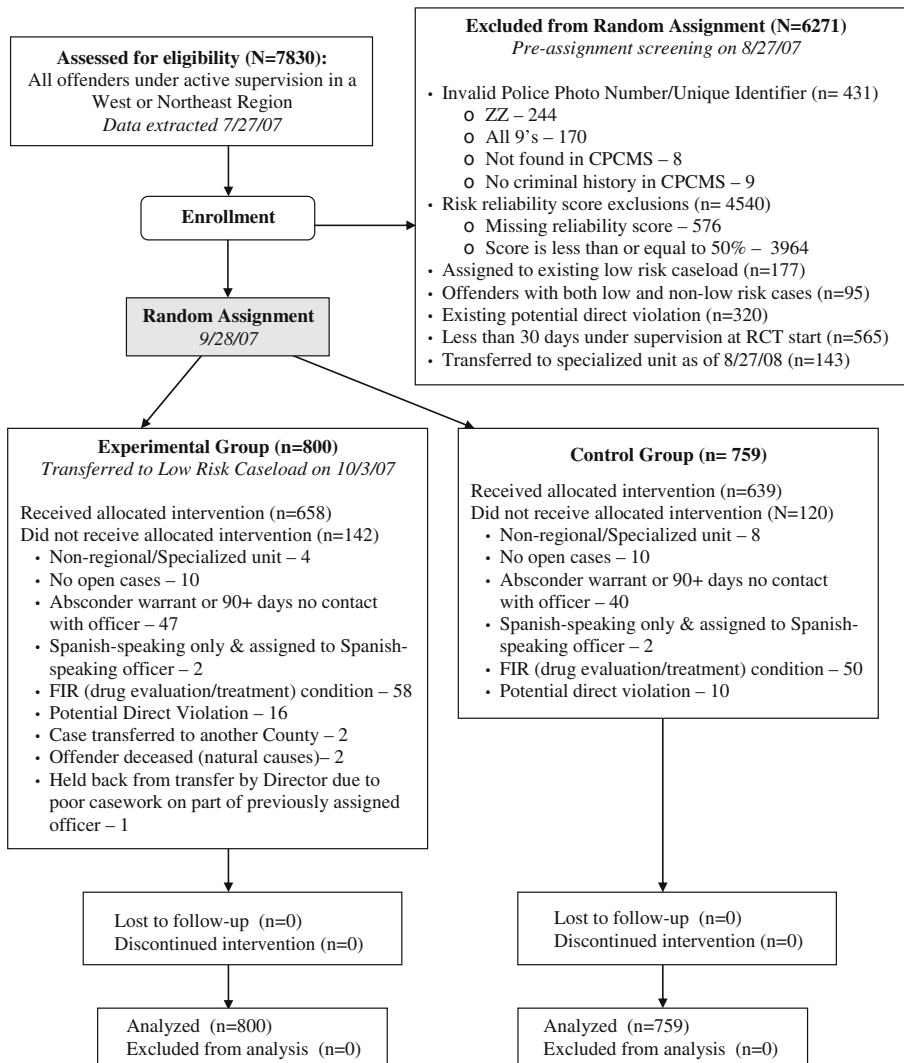 Assessed for eligibility (N=7830):
All offenders under active supervision in a
West or Northeast Region
Data extracted 7/27/07
Excluded from Random Assignment (N=6271)
Pre-assignment screening on 8/27/07
• Invalid Police Photo Number/Unique Identifier (n= 431)
o ZZ – 244
o All 9's – 170
o Not found in CPCMS – 8
o No criminal history in CPCMS – 9
• Risk reliability score exclusions (n= 4540)
o Missing reliability score – 576
o Score is less than or equal to 50% – 3964
• Assigned to existing low risk caseload (n=177)
• Offenders with both low and non-low risk cases (n=95)
• Existing potential direct violation (n=320)
• Less than 30 days under supervision at RCT start (n=565)
• Transferred to specialized unit as of 8/27/08 (n=143)
Enrollment
Random Assignment
9/28/07
Experimental Group (n=800)
Transferred to Low Risk Caseload on 10/3/07
Received allocated intervention (n=658)
Did not receive allocated intervention (n=142)
• Non-regional/Specialized unit – 4
• No open cases – 10
• Absconder warrant or 90+ days no contact
with officer – 47
• Spanish-speaking only & assigned to Spanish-
speaking officer – 2
• FIR (drug evaluation/treatment) condition – 58
• Potential Direct Violation – 16
• Case transferred to another County – 2
• Offender deceased (natural causes)– 2
• Held back from transfer by Director due to
poor casework on part of previously assigned
officer – 1
Control Group (n= 759)
Received allocated intervention (n=639)
Did not receive allocated intervention (N=120)
• Non-regional/Specialized unit – 8
• No open cases – 10
• Absconder warrant or 90+ days no contact
with officer – 40
• Spanish-speaking only & assigned to Spanish-
speaking officer – 2
• FIR (drug evaluation/treatment) condition – 50
• Potential direct violation – 10
Lost to follow-up (n=0)
Discontinued intervention (n=0)
Lost to follow-up (n=0)
Discontinued intervention (n=0)
Analyzed (n=800)
Excluded from analysis (n=0)
Analyzed (n=759)
Excluded from analysis (n=0)